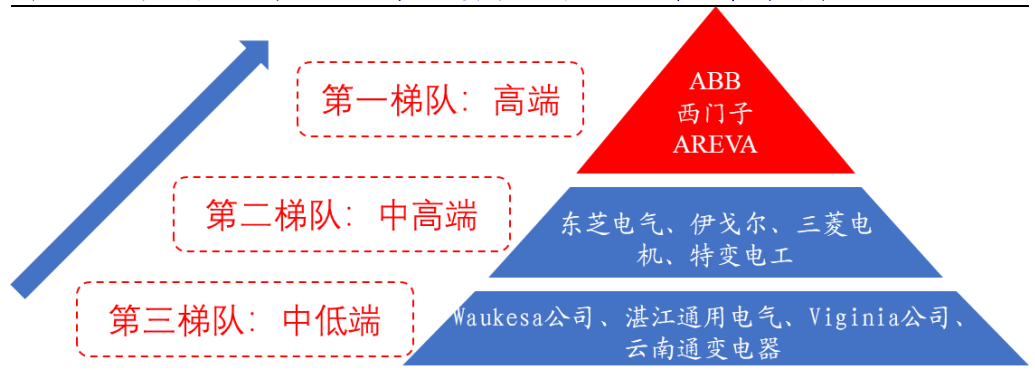 第一梯队：高端
ABB
西门子
AREVA
第二梯队：中高端
东芝电气、伊戈尔、三菱电
机、特变电工
第三梯队：中低端
Waukesa公司、湛江通用电气、Viginia公司、
云南通变电器